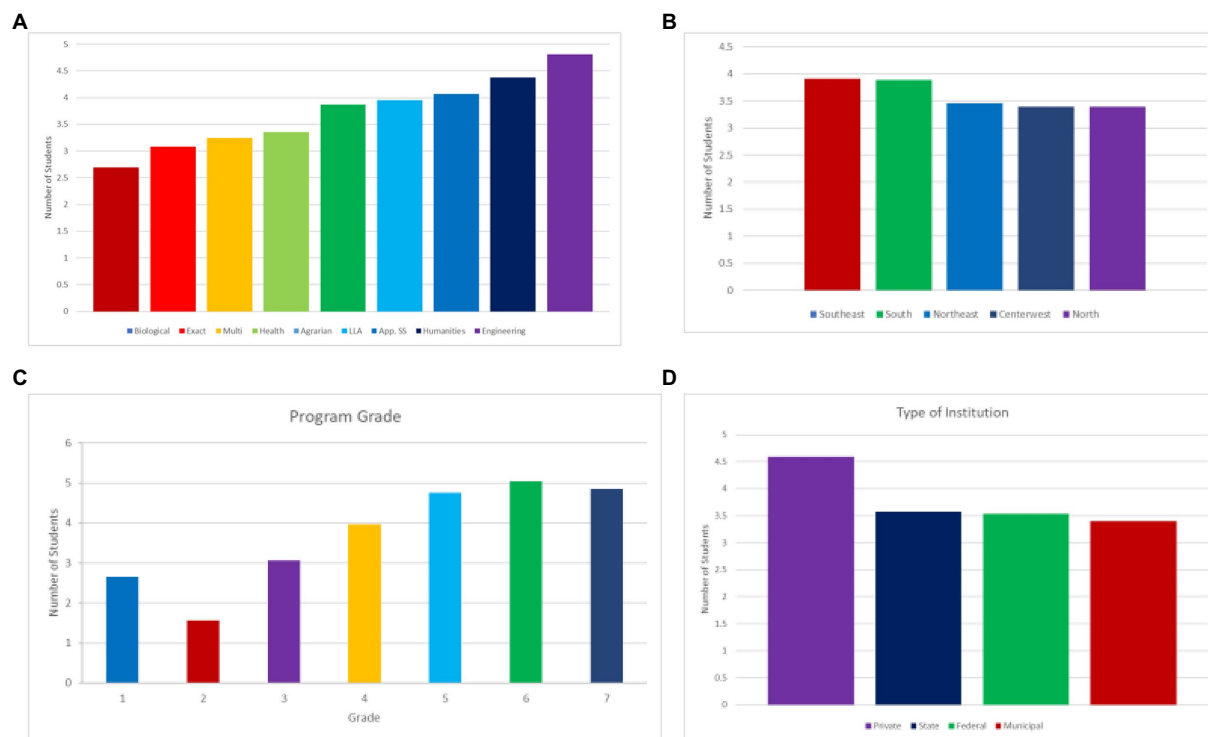 A
5
4.5
4
3.5
3
2.5
2
1.5
1
0.5
0
Number of Students
Biological Exact Multi Health Agrarian LLA App. SS Humanities Engineering
B
4.5
4
3.5
3
2.5
2
1.5
1
0.5
0
Number of Students
Southeast South Northeast Centerwest North
C
Program Grade
6
5
4
3
2
1
0
Number of Students
1 2 3 4 5 6 7
Grade
D
Type of Institution
5
4.5
4
3.5
3
2.5
2
1.5
1
0.5
0
Number of Students
Private State Federal Municipal